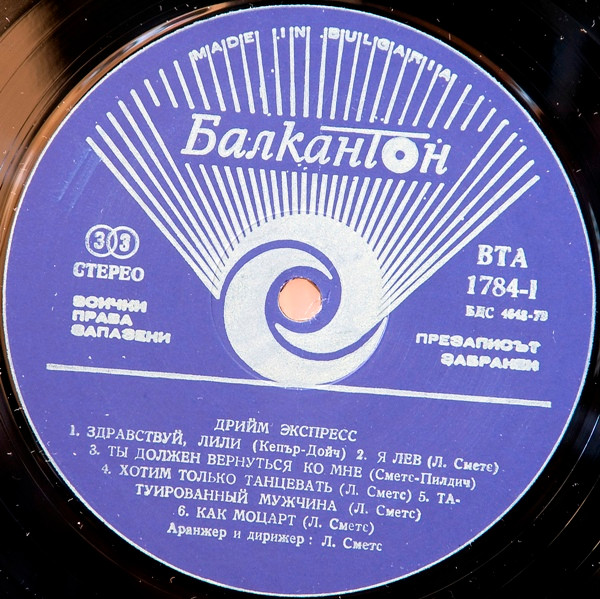 MADE IN BULGARIA
Балкантон
33
СТЕРЕО
ВСИЧКИ
ПРАВА
ЗАПАЗЕНИ
ВТА
1784-I
БДС 4648-73
ПРЕЗАПИСЪТ
ЗАБРАНЕН
ДРИЙМ ЭКСПРЕСС
1. ЗДРАВСТВУЙ, ЛИЛИ (Кепър-Дойч) 2. Я ЛЕВ (Л. Сметс)
3. ТЫ ДОЛЖЕН ВЕРНУТЬСЯ КО МНЕ (Сметс-Пилдич)
4. ХОТИМ ТОЛЬКО ТАНЦЕВАТЬ (Л. Сметс) 5. ТА-
ТУИРОВАННЫЙ МУЖЧИНА (Л. Сметс)
6. КАК МОЦАРТ (Л. Сметс)
Аранжер и дирижер : Л. Сметс